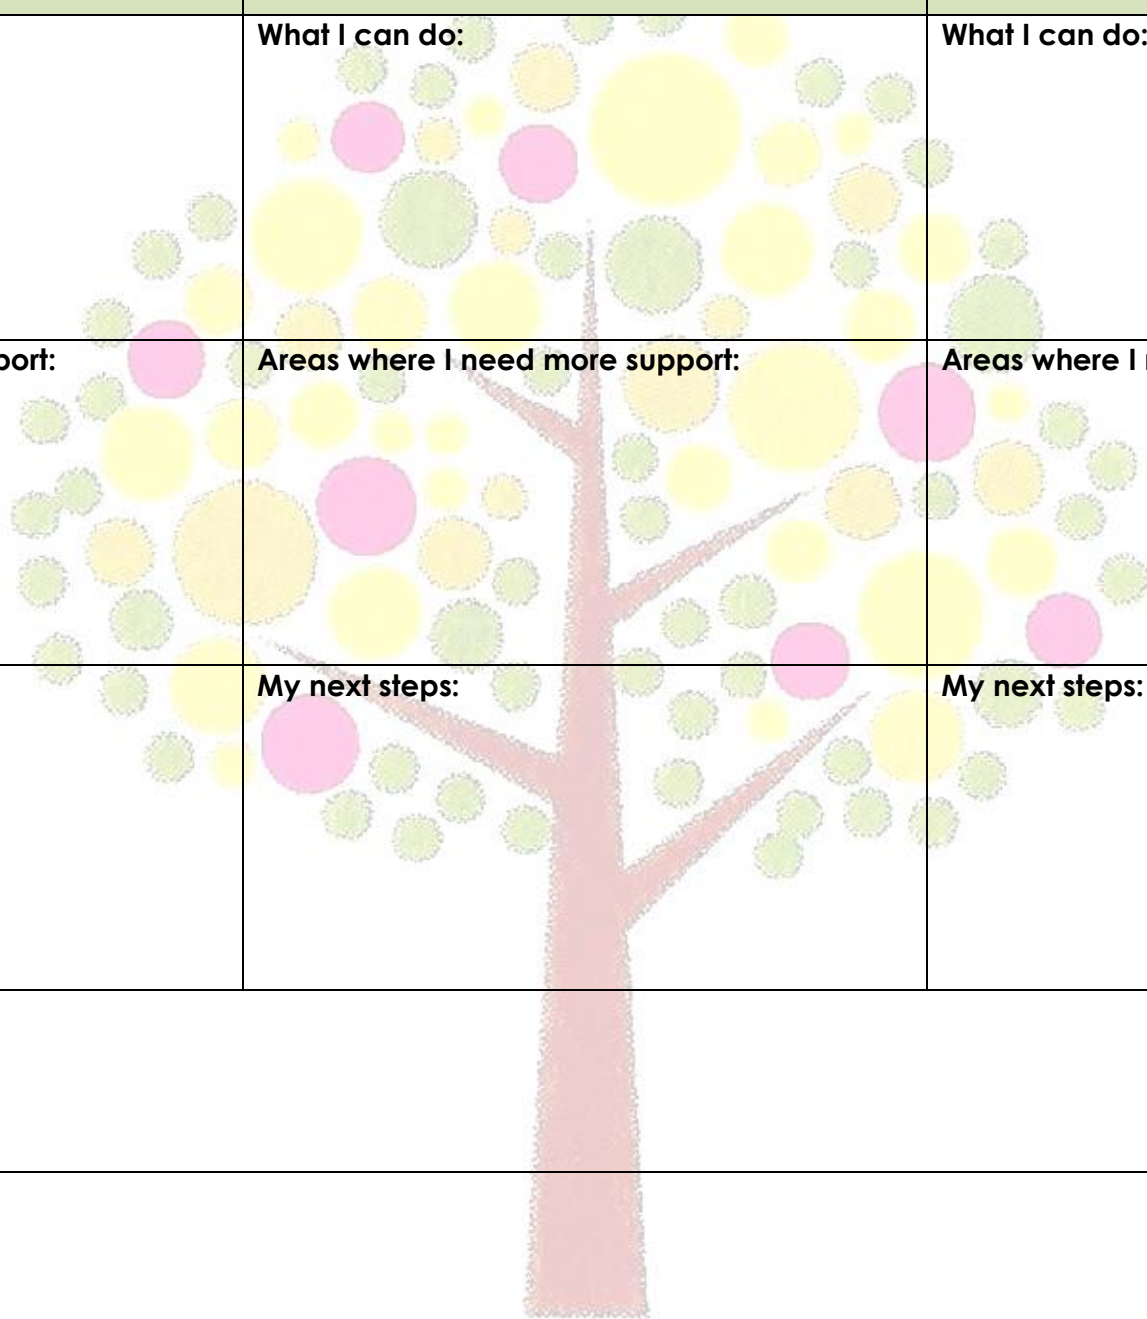 What I can do:
What I can do:
port:
Areas where I need more support:
Areas where I
My next steps:
My next steps: